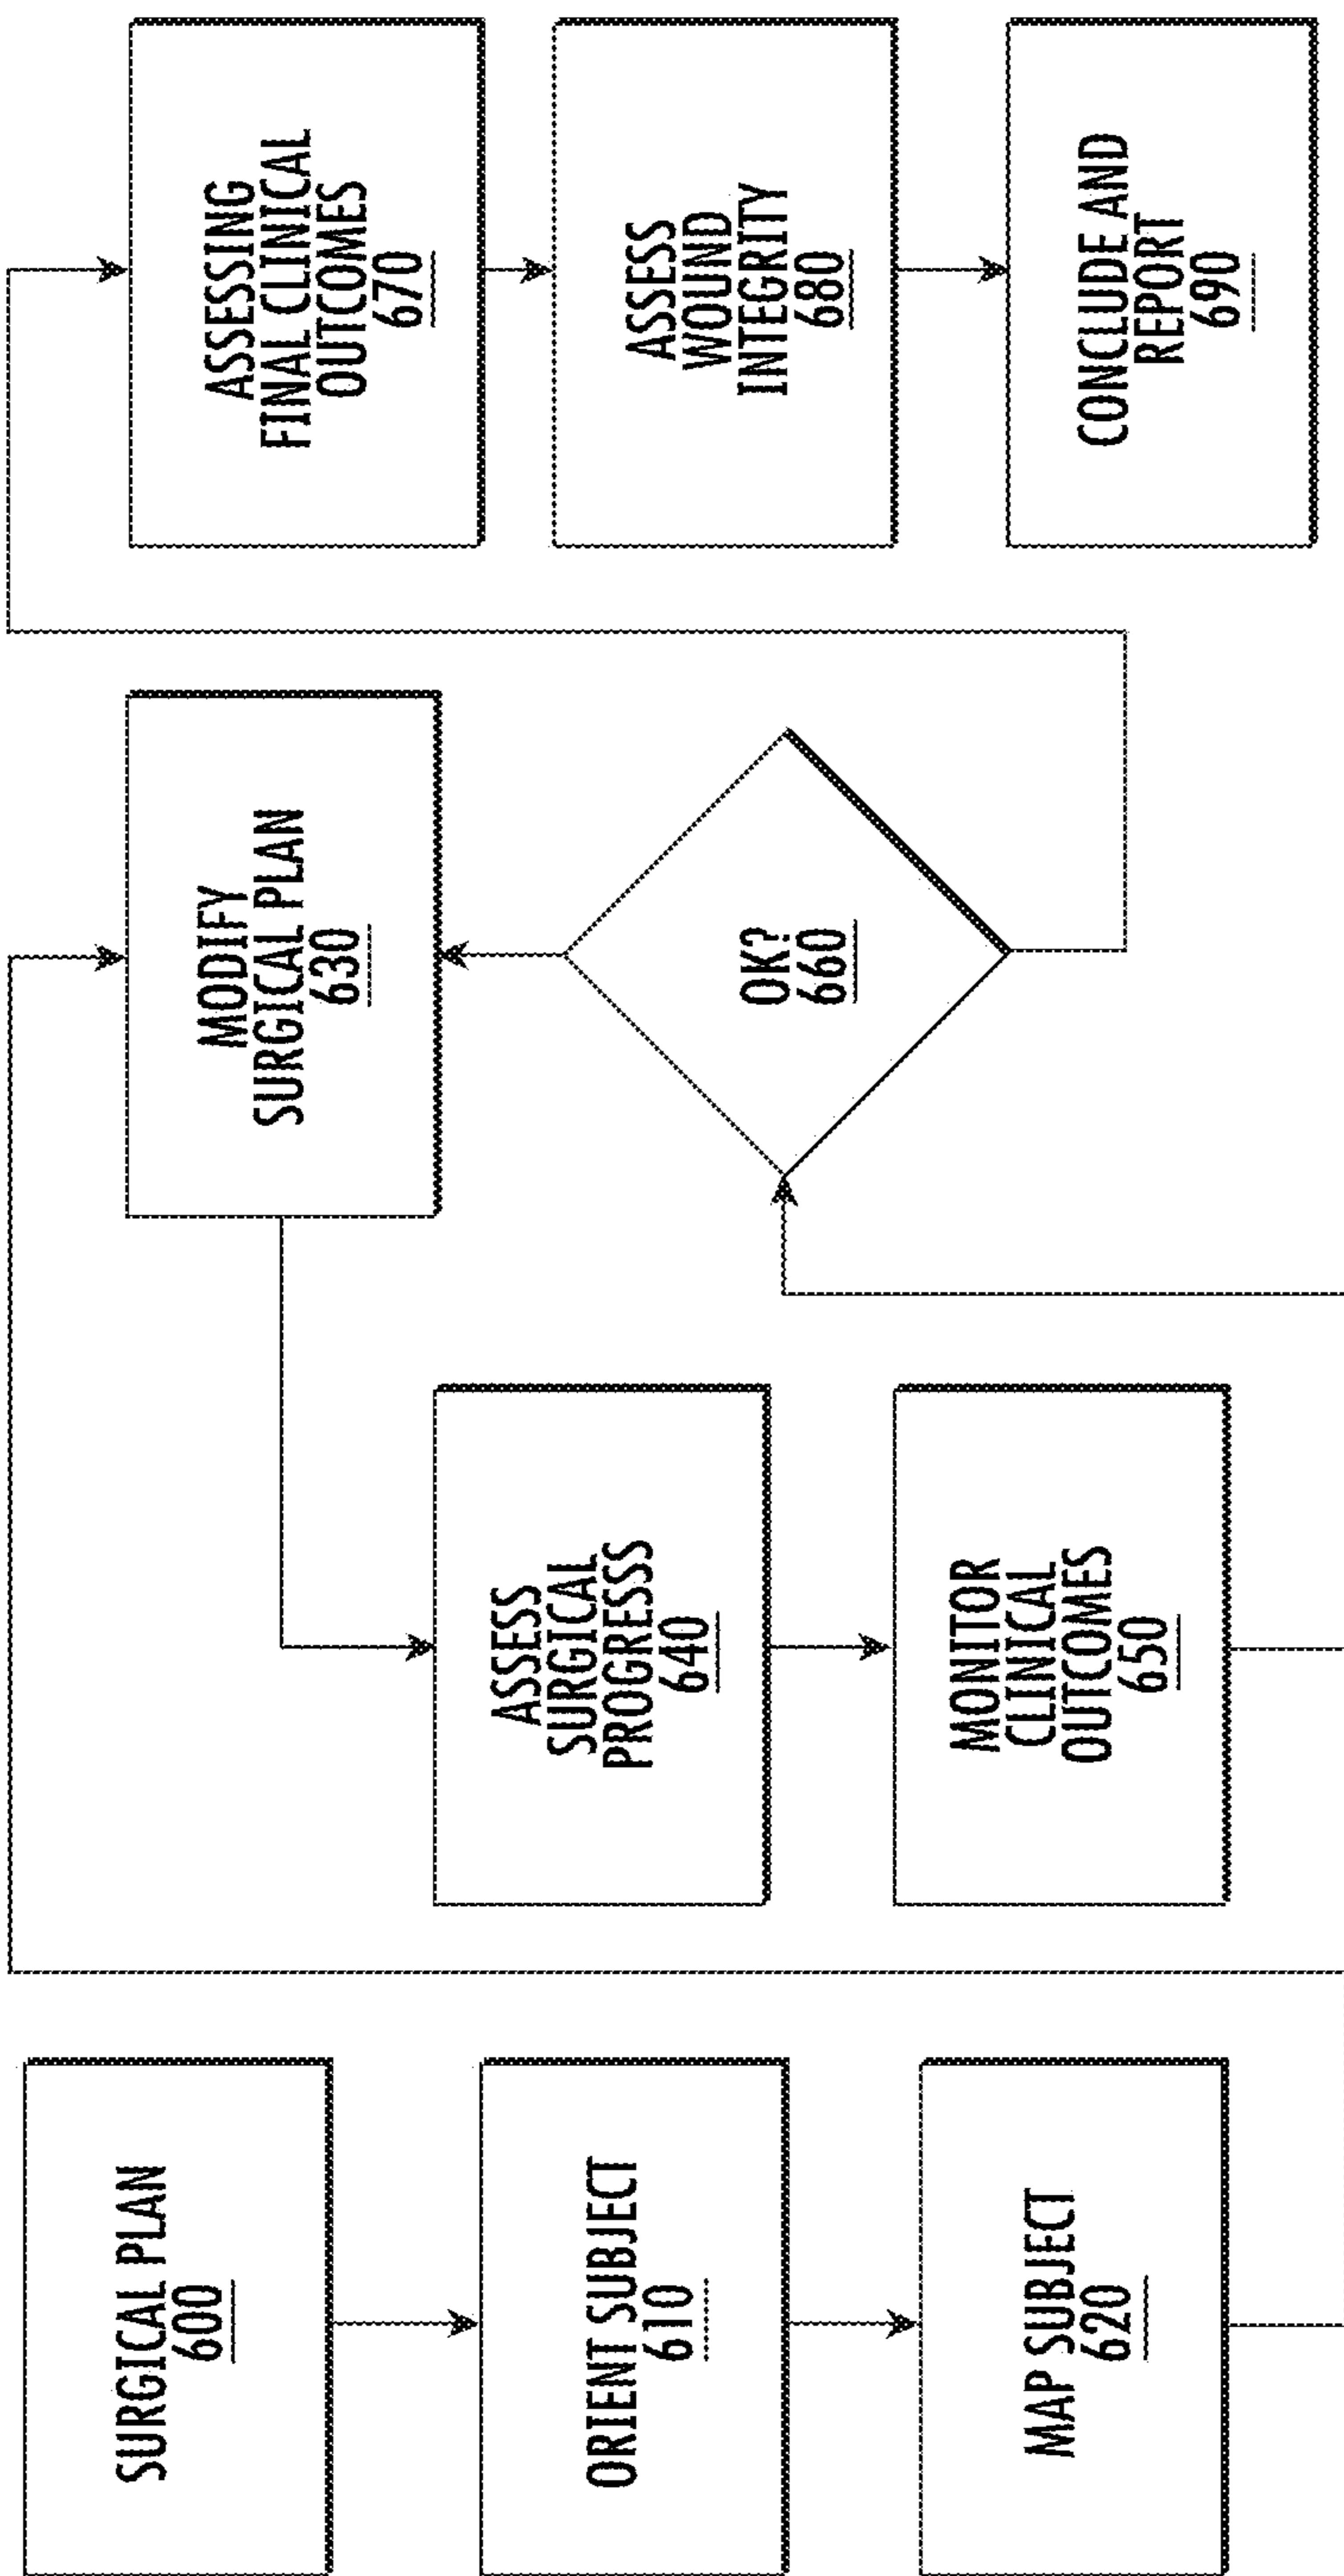 SURGICAL PLAN
600
ORIENT SUBJECT
610
MAP SUBJECT
620
MODIFY
SURGICAL PLAN
630
ASSESS
SURGICAL
PROGRESSS
640
MONITOR
CLINICAL
OUTCOMES
650
OK?
660
ASSESSING
FINAL CLINICAL
OUTCOMES
670
ASSESS
WOUND
INTEGRITY
680
CONCLUDE AND
REPORT
690